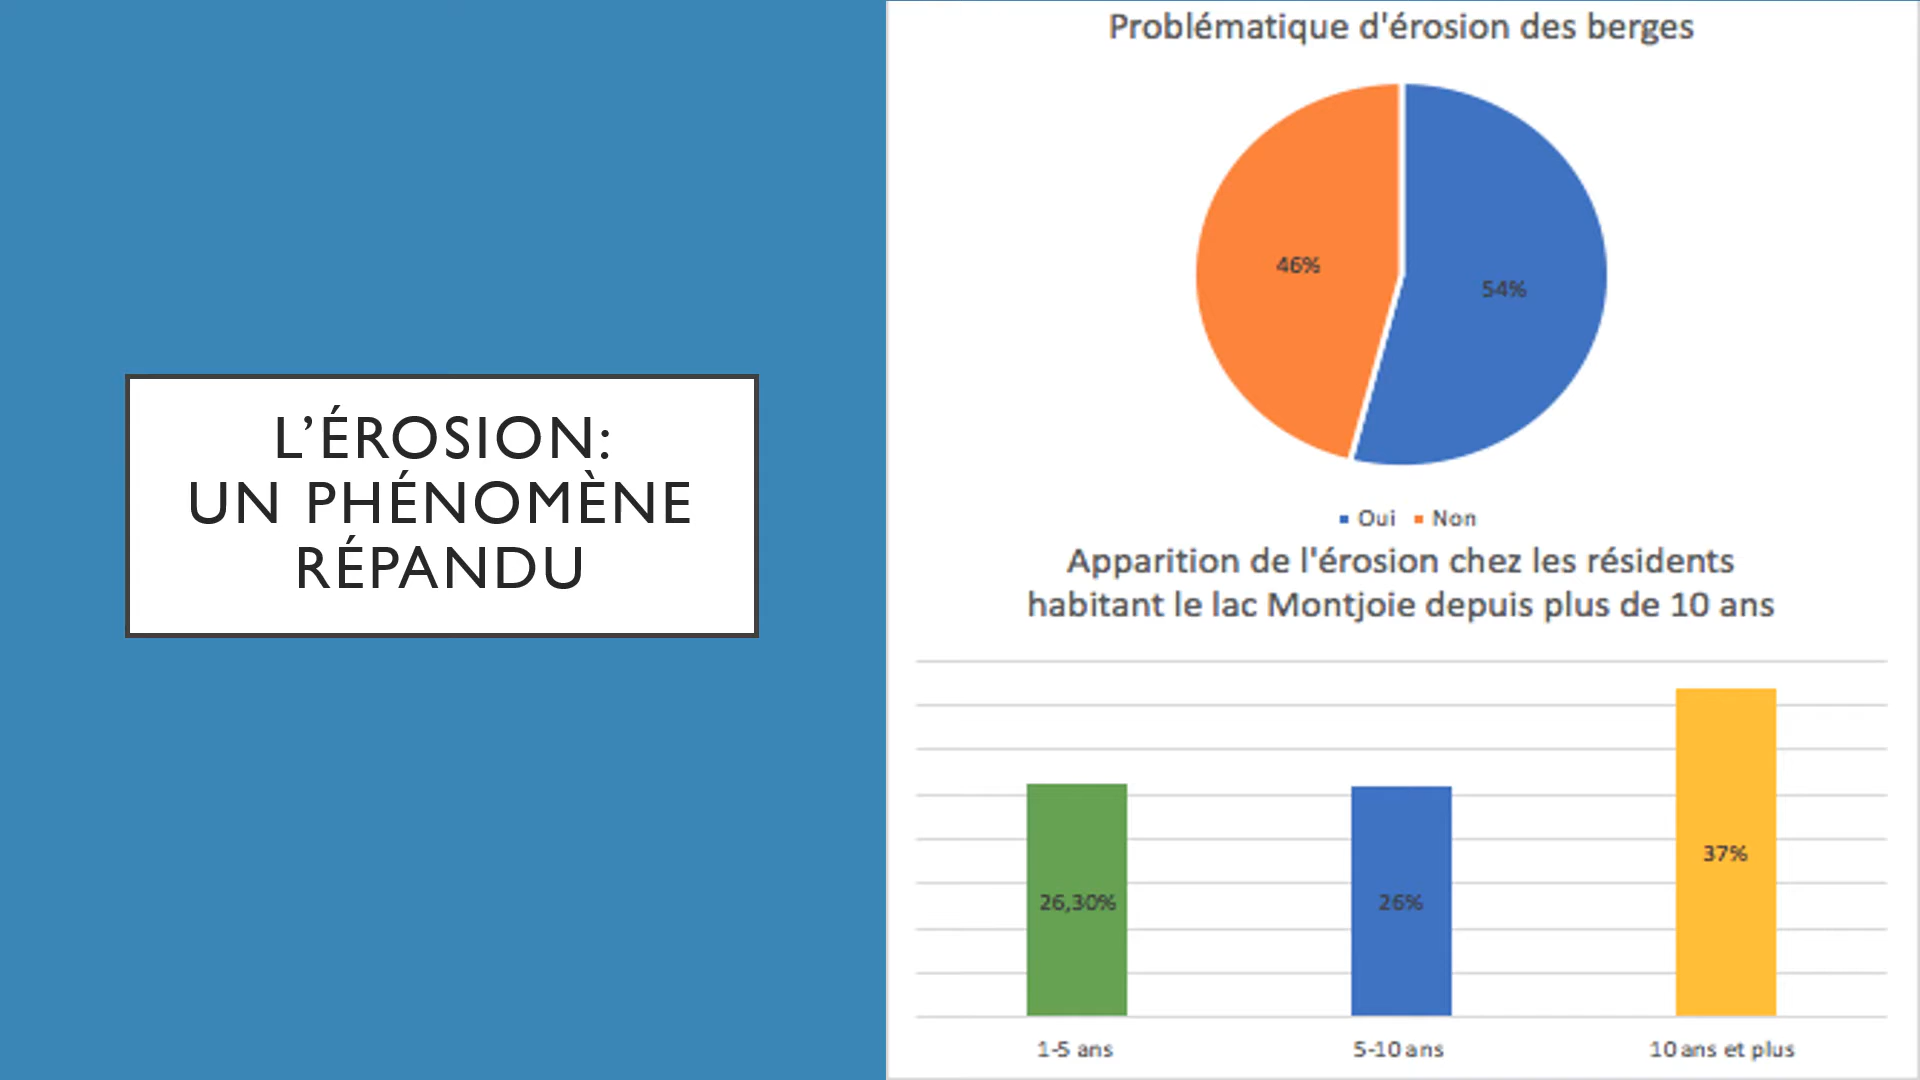 L’ÉROSION:
UN PHÉNOMÈNE
RÉPANDU
Problématique d'érosion des berges
46%
54%
Oui Non
Apparition de l'érosion chez les résidents
habitant le lac Montjoie depuis plus de 10 ans
26,30%
26%
37%
1-5 ans
5-10 ans
10 ans et plus